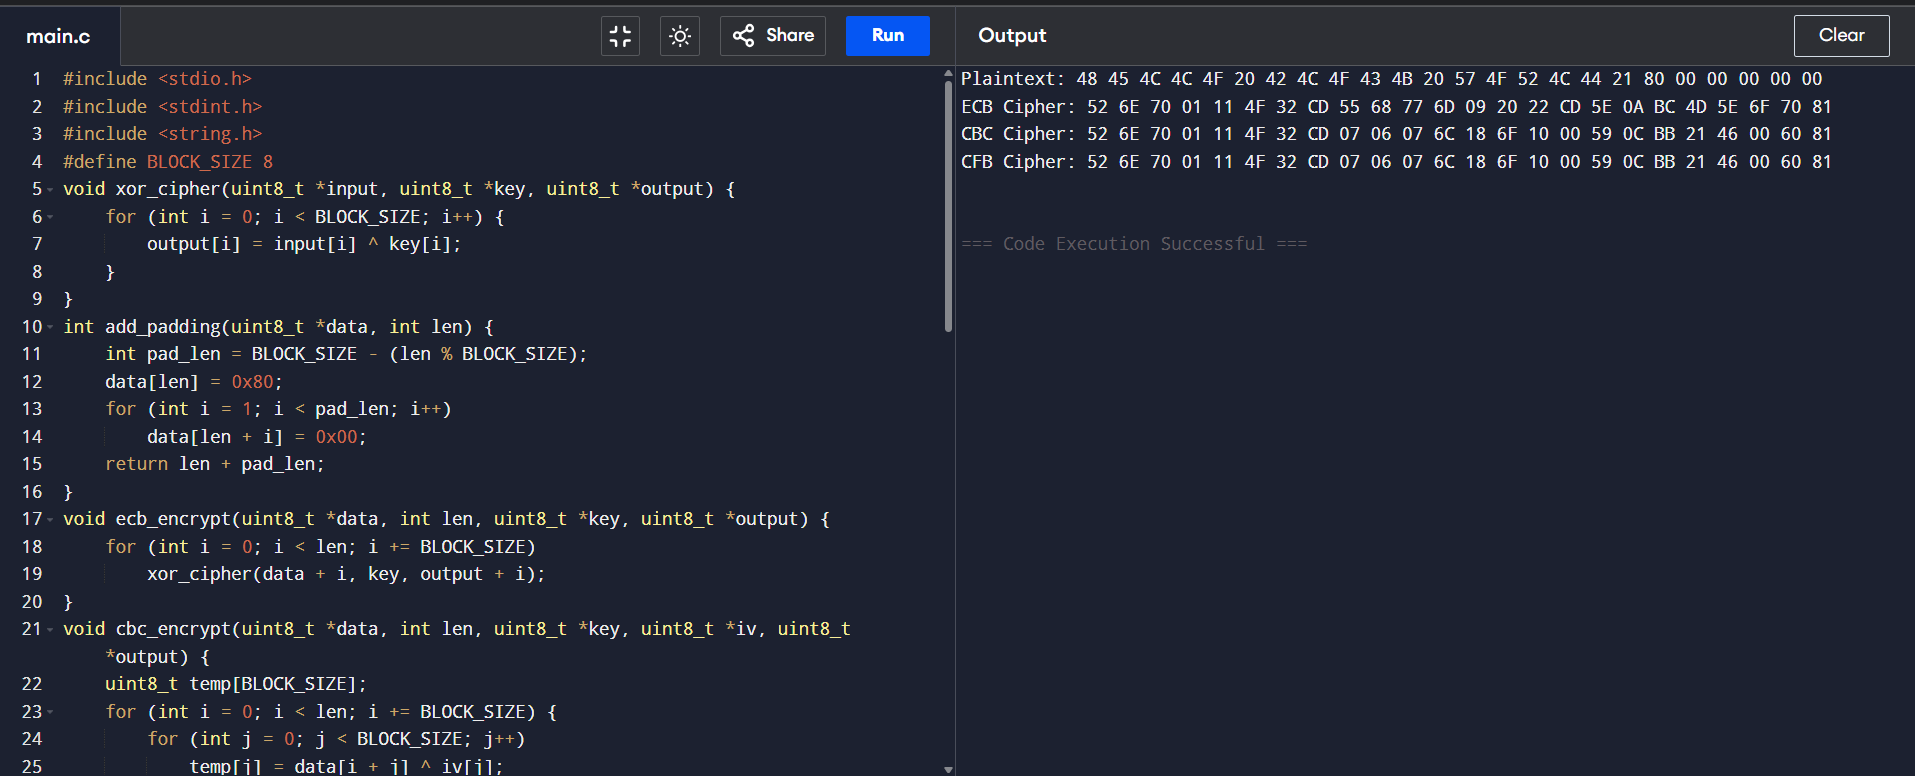 main.c
Share
Run
Output
Clear
1 #include <stdio.h>
2 #include <stdint.h>
3 #include <string.h>
4 #define BLOCK_SIZE 8
5 void xor_cipher(uint8_t *input, uint8_t *key, uint8_t *output) {
6 for (int i = 0; i < BLOCK_SIZE; i++) {
7 output[i] = input[i] ^ key[i];
8 }
9 }
10 int add_padding(uint8_t *data, int len) {
11 int pad_len = BLOCK_SIZE - (len % BLOCK_SIZE);
12 data[len] = 0x80;
13 for (int i = 1; i < pad_len; i++)
14 data[len + i] = 0x00;
15 return len + pad_len;
16 }
17 void ecb_encrypt(uint8_t *data, int len, uint8_t *key, uint8_t *output) {
18 for (int i = 0; i < len; i += BLOCK_SIZE)
19 xor_cipher(data + i, key, output + i);
20 }
21 void cbc_encrypt(uint8_t *data, int len, uint8_t *key, uint8_t *iv, uint8_t
*output) {
22 uint8_t temp[BLOCK_SIZE];
23 for (int i = 0; i < len; i += BLOCK_SIZE) {
24 for (int j = 0; j < BLOCK_SIZE; j++)
25 temp[j] = data[i + j] ^ iv[j];
Plaintext: 48 45 4C 4C 4F 20 42 4C 4F 43 4B 20 57 4F 52 4C 44 21 80 00 00 00 00 00
ECB Cipher: 52 6E 70 01 11 4F 32 CD 55 68 77 6D 09 20 22 CD 5E 0A BC 4D 5E 6F 70 81
CBC Cipher: 52 6E 70 01 11 4F 32 CD 07 06 07 6C 18 6F 10 00 59 0C BB 21 46 00 60 81
CFB Cipher: 52 6E 70 01 11 4F 32 CD 07 06 07 6C 18 6F 10 00 59 0C BB 21 46 00 60 81
=== Code Execution Successful ===